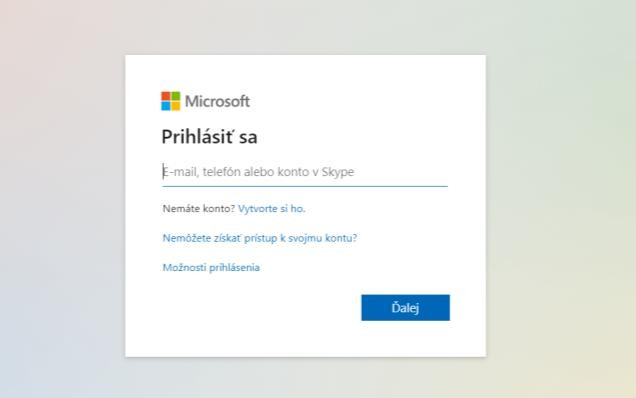 Microsoft
Prihlásiť sa
E-mail, telefón alebo konto v Skype
Nemáte konto? Vytvorte si ho.
Nemôžete získať prístup k svojmu kontu?
Možnosti prihlásenia
Ďalej